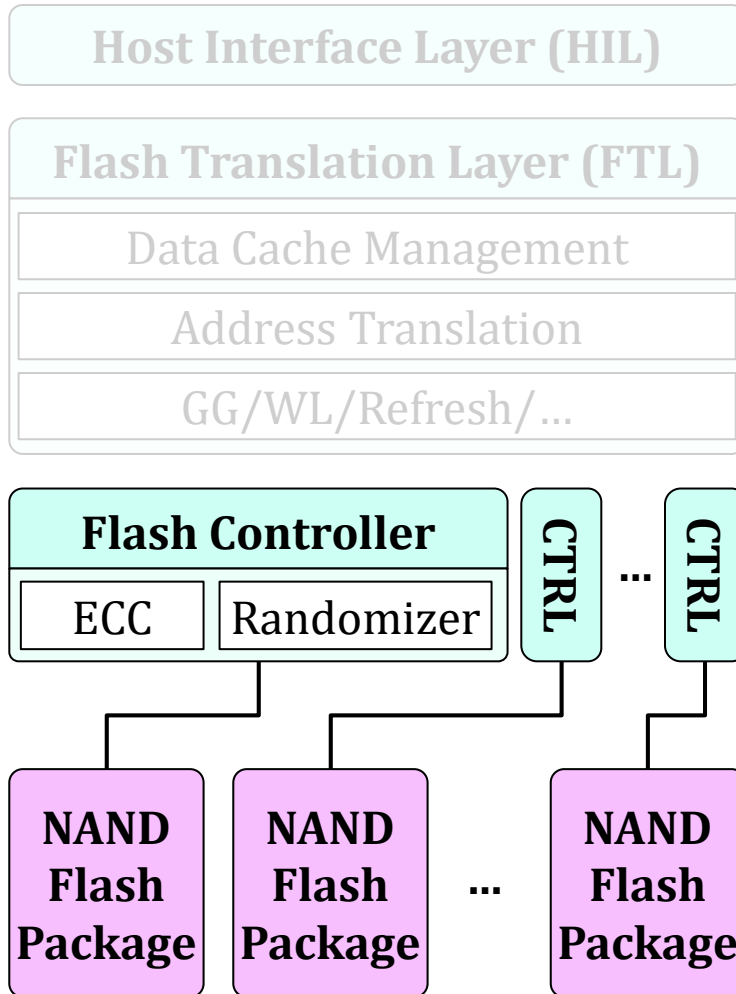 Host Interface Layer (HIL)
Flash Translation Layer (FTL)
Data Cache Management
Address Translation
GG/WL/Refresh/...
Flash Controller
ECC
Randomizer
CTRL
...
CTRL
NAND
Flash
Package
NAND
Flash
Package
...
NAND
Flash
Package